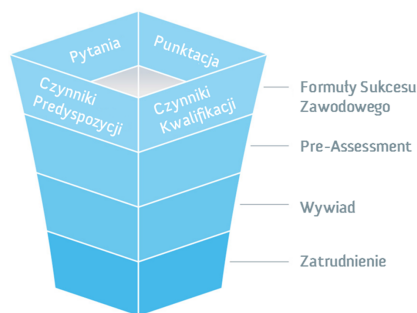 Pytania
Punktacja
Czynniki
Predyspozycji
Czynniki
Kwalifikacji
Formuły Sukcesu
Zawodowego
Pre-Assessment
Wywiad
Zatrudnienie